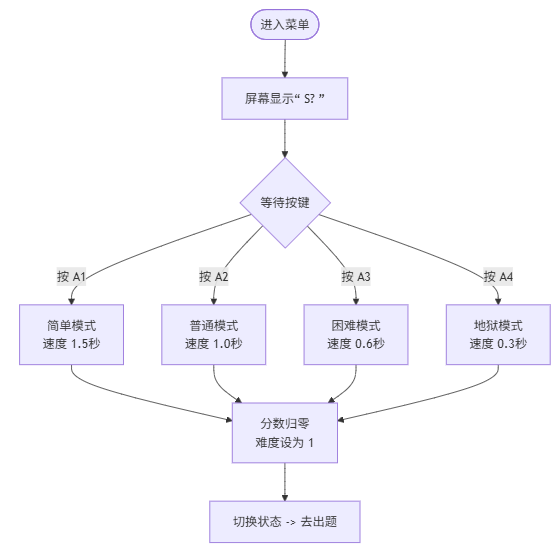 进入菜单
屏幕显示“ S? ”
等待按键
按 A1
按 A2
按 A3
按 A4
简单模式
速度 1.5秒
普通模式
速度 1.0秒
困难模式
速度 0.6秒
地狱模式
速度 0.3秒
分数归零
难度设为 1
切换状态 -> 去出题